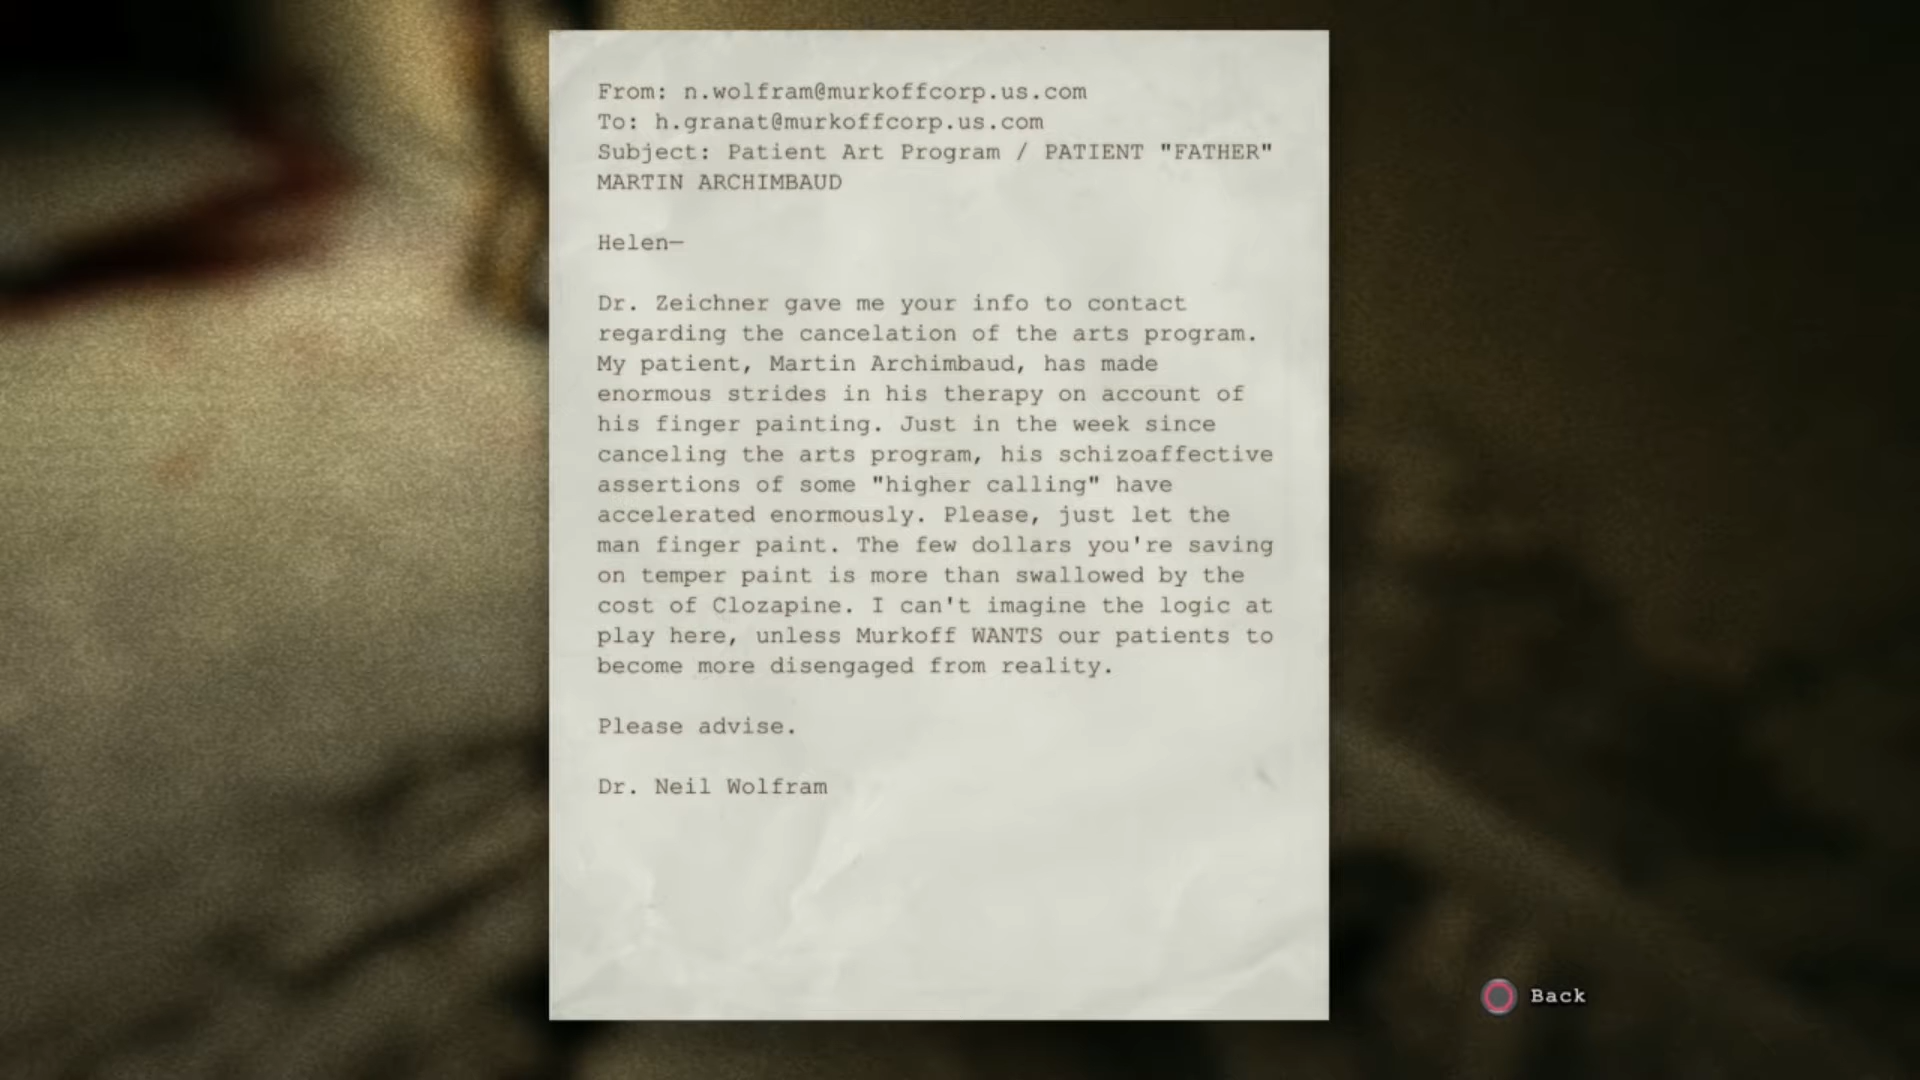 From: n.wolfram@murkoffcorp.us.com
To: h.granat@murkoffcorp.us.com
Subject: Patient Art Program / PATIENT "FATHER"
MARTIN ARCHIMBAUD
Helen—
Dr. Zeichner gave me your info to contact
regarding the cancelation of the arts program.
My patient, Martin Archimbaud, has made
enormous strides in his therapy on account of
his finger painting. Just in the week since
canceling the arts program, his schizoaffective
assertions of some "higher calling" have
accelerated enormously. Please, just let the
man finger paint. The few dollars you're saving
on temper paint is more than swallowed by the
cost of Clozapine. I can't imagine the logic at
play here, unless Murkoff WANTS our patients to
become more disengaged from reality.
Please advise.
Dr. Neil Wolfram
Back